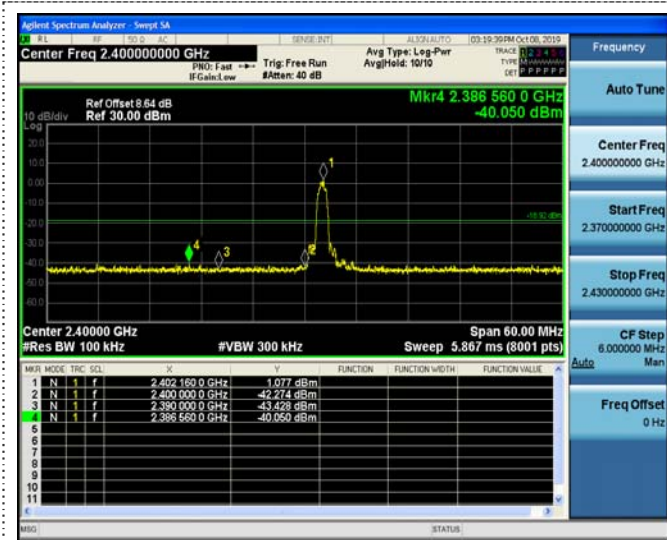 Agilent Spectrum Analyzer - Swept SA
RL RF 50 Ω AC SENSE:INT ALIGN AUTO 03:19:39 PM Oct 08, 2019
Center Freq 2.400000000 GHz
PNO: Fast
IFGain:Low
Trig: Free Run
#Atten: 40 dB
Avg Type: Log-Pwr
Avg|Hold: 10/10
TRACE 1 2 3 4 5 6
TYPE M W W W W W
DET P P P P P P
Ref Offset 8.64 dB
10 dB/div Ref 30.00 dBm
Log
Mkr4 2.386 560 0 GHz
-40.050 dBm
20.0
10.0
0.00
-10.0
-20.0
-30.0
-40.0
-50.0
-60.0
1
4
3
2
-18.92 dBm
Center 2.40000 GHz Span 60.00 MHz
#Res BW 100 kHz #VBW 300 kHz Sweep 5.867 ms (8001 pts)
MKR MODE TRC SCL X Y FUNCTION FUNCTION WIDTH FUNCTION VALUE
1 N 1 f 2.402 160 0 GHz 1.077 dBm
2 N 1 f 2.400 000 0 GHz -42.274 dBm
3 N 1 f 2.390 000 0 GHz -43.428 dBm
4 N 1 f 2.386 560 0 GHz -40.050 dBm
5
6
7
8
9
10
11
MSG STATUS
Frequency
Auto Tune
Center Freq
2.400000000 GHz
Start Freq
2.370000000 GHz
Stop Freq
2.430000000 GHz
CF Step
6.000000 MHz
Auto Man
Freq Offset
0 Hz